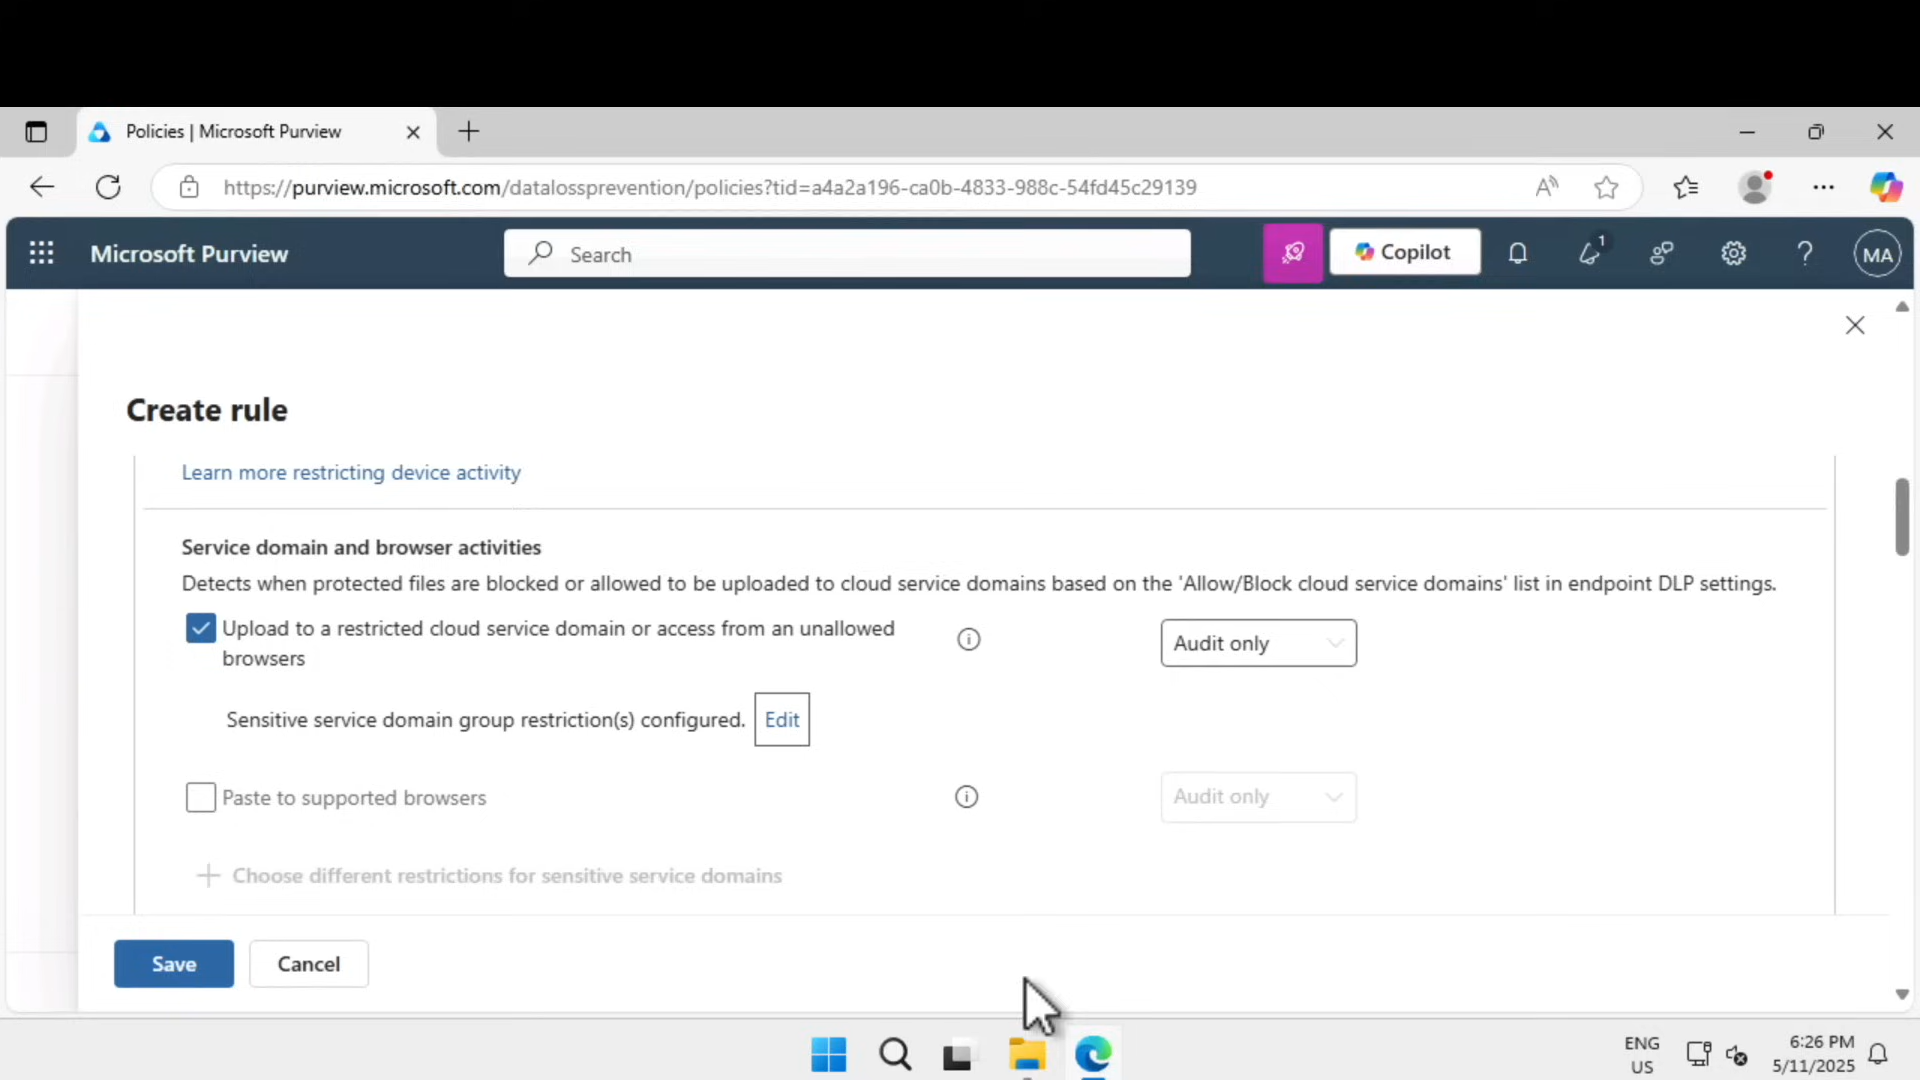 Policies | Microsoft Purview
https://purview.microsoft.com/datalossprevention/policies?tid=a4a2a196-ca0b-4833-988c-54fd45c29139
Microsoft Purview
Search
Copilot
1
MA
Create rule
Learn more restricting device activity
Service domain and browser activities
Detects when protected files are blocked or allowed to be uploaded to cloud service domains based on the 'Allow/Block cloud service domains' list in endpoint DLP settings.
Upload to a restricted cloud service domain or access from an unallowed
browsers
Audit only
Sensitive service domain group restriction(s) configured. Edit
Paste to supported browsers
Audit only
Choose different restrictions for sensitive service domains
Save
Cancel
ENG
US
6:26 PM
5/11/2025